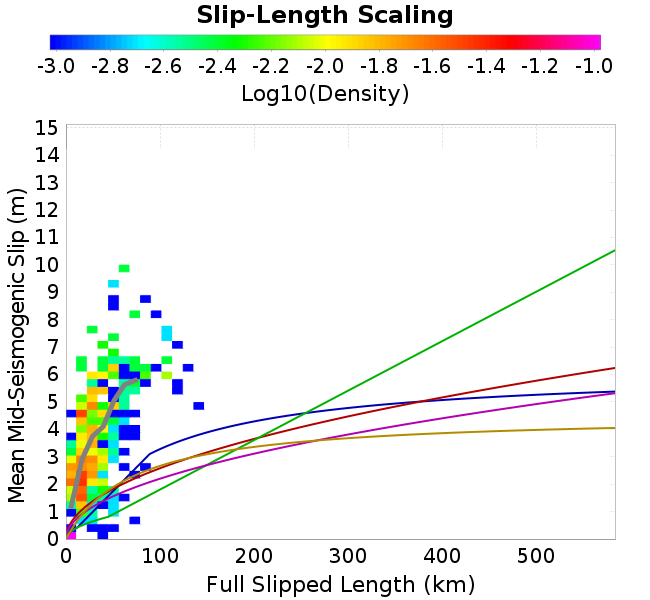 Slip-Length Scaling
-3.0 -2.8 -2.6 -2.4 -2.2 -2.0 -1.8 -1.6 -1.4 -1.2 -1.0
Log10(Density)
Mean Mid-Seismogenic Slip (m)
15
14
13
12
11
10
9
8
7
6
5
4
3
2
1
0
0 100 200 300 400 500
Full Slipped Length (km)